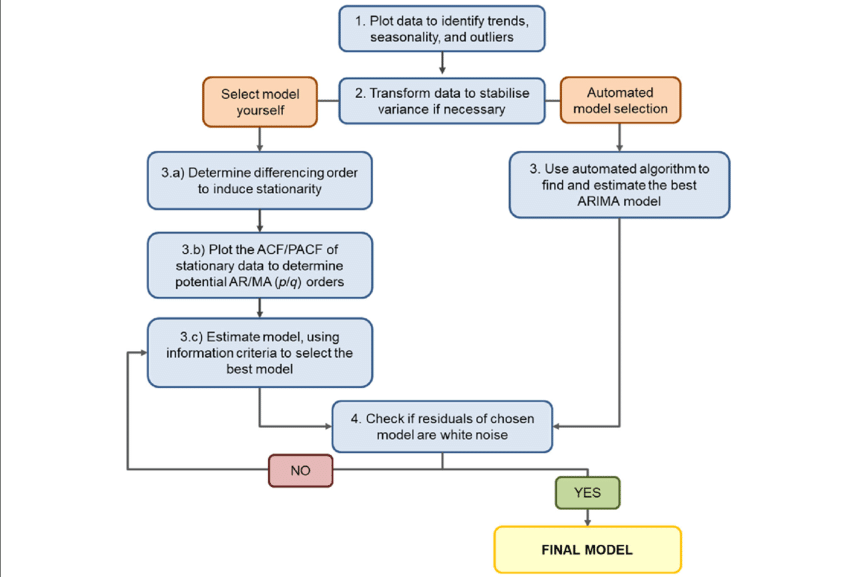 1. Plot data to identify trends,
seasonality, and outliers
Select model
yourself
2. Transform data to stabilise
variance if necessary
Automated
model selection
3.a) Determine differencing order
to induce stationarity
3. Use automated algorithm to
find and estimate the best
ARIMA model
3.b) Plot the ACF/PACF of
stationary data to determine
potential AR/MA (p/q) orders
3.c) Estimate model, using
information criteria to select the
best model
4. Check if residuals of chosen
model are white noise
NO
YES
FINAL MODEL